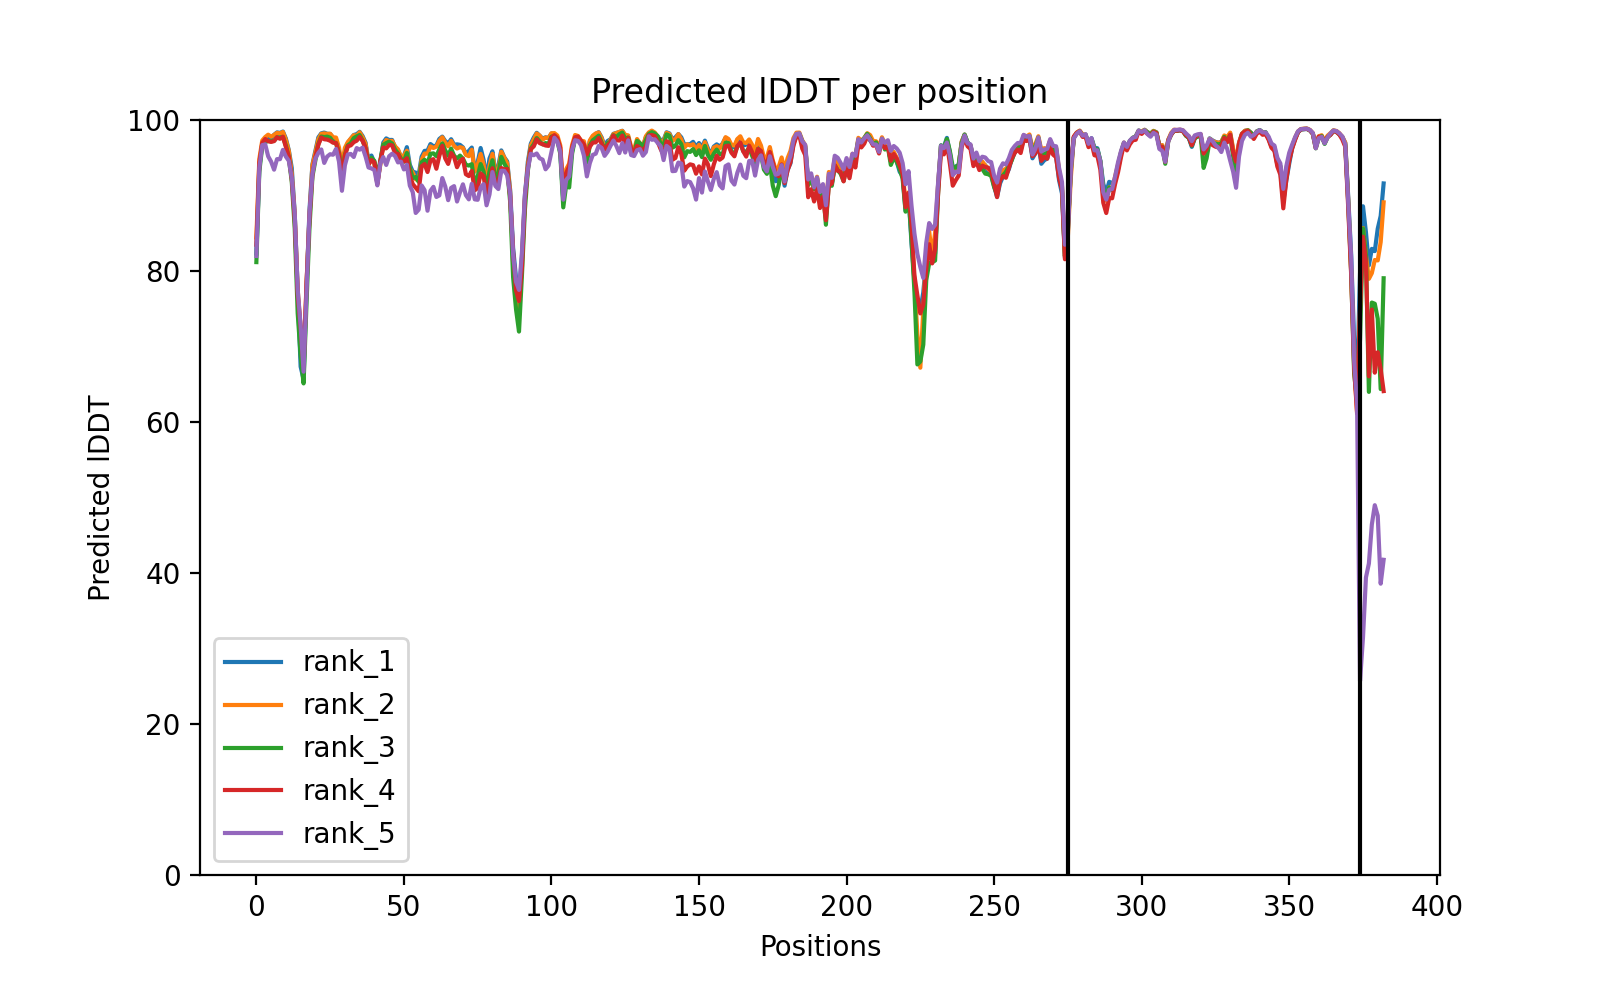 Predicted lDDT per position
100
80
60
40
20
0
Predicted lDDT
rank_1
rank_2
rank_3
rank_4
rank_5
0 50 100 150 200 250 300 350 400
Positions